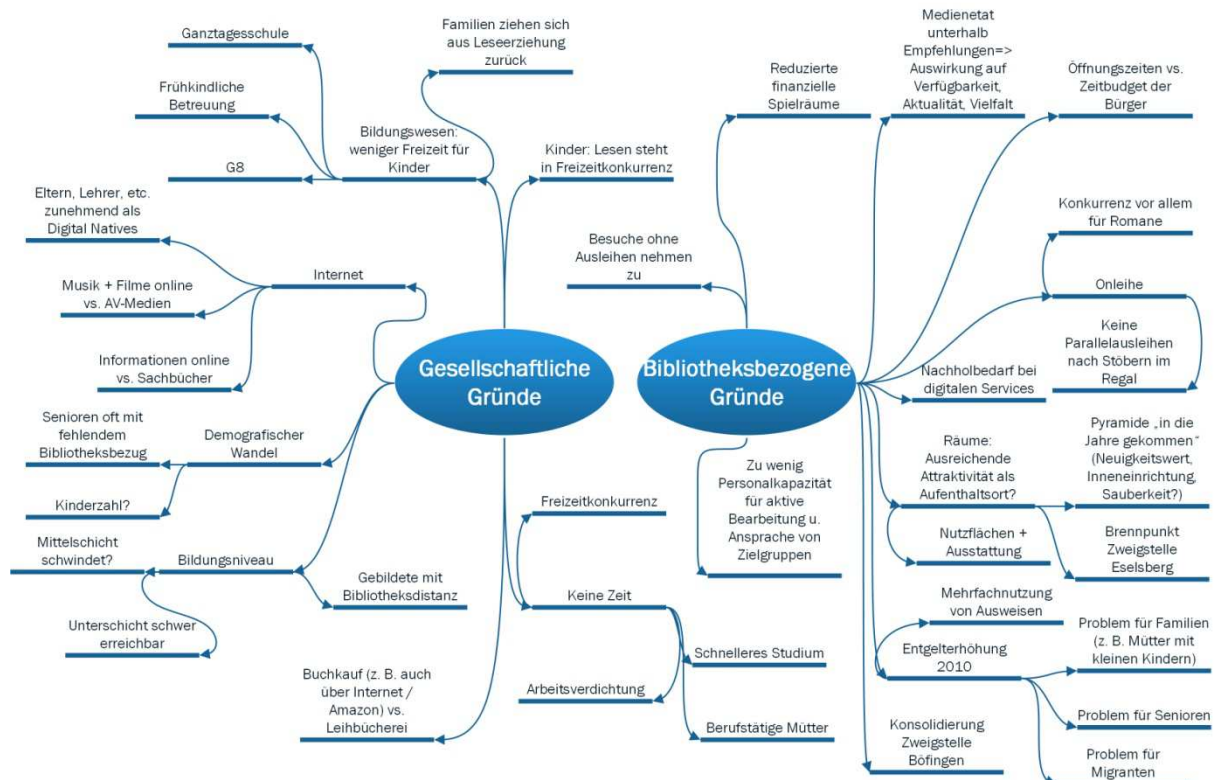 Ganztagesschule
Familien ziehen sich
aus Leseerziehung
zurück
Frühkindliche
Betreuung
Bildungswesen:
weniger Freizeit für
Kinder
G8
Kinder: Lesen steht
in Freizeitkonkurrenz
Eltern, Lehrer, etc.
zunehmend als
Digital Natives
Internet
Musik + Filme online
vs. AV-Medien
Informationen online
vs. Sachbücher
Gesellschaftliche
Gründe
Senioren oft mit
fehlendem
Bibliotheksbezug
Demografischer
Wandel
Kinderzahl?
Mittelschicht
schwindet?
Bildungsniveau
Gebildete mit
Bibliotheksdistanz
Unterschicht schwer
erreichbar
Freizeitkonkurrenz
Keine Zeit
Schnelleres Studium
Arbeitsverdichtung
Berufstätige Mütter
Buchkauf (z. B. auch
über Internet /
Amazon) vs.
Leihbücherei
Reduzierte
finanzielle
Spielräume
Medienetat
unterhalb
Empfehlungen=>
Auswirkung auf
Verfügbarkeit,
Aktualität, Vielfalt
Öffnungszeiten vs.
Zeitbudget der
Bürger
Besuche ohne
Ausleihen nehmen
zu
Konkurrenz vor allem
für Romane
Onleihe
Keine
Parallelausleihen
nach Stöbern im
Regal
Bibliotheksbezogene
Gründe
Nachholbedarf bei
digitalen Services
Zu wenig
Personalkapazität
für aktive
Bearbeitung u.
Ansprache von
Zielgruppen
Räume:
Ausreichende
Attraktivität als
Aufenthaltsort?
Pyramide „in die
Jahre gekommen“
(Neuigkeitswert,
Inneneinrichtung,
Sauberkeit?)
Nutzflächen +
Ausstattung
Brennpunkt
Zweigstelle
Eselsberg
Mehrfachnutzung
von Ausweisen
Entgelterhöhung
2010
Problem für Familien
(z. B. Mütter mit
kleinen Kindern)
Problem für Senioren
Problem für
Migranten
Konsolidierung
Zweigstelle
Böfingen